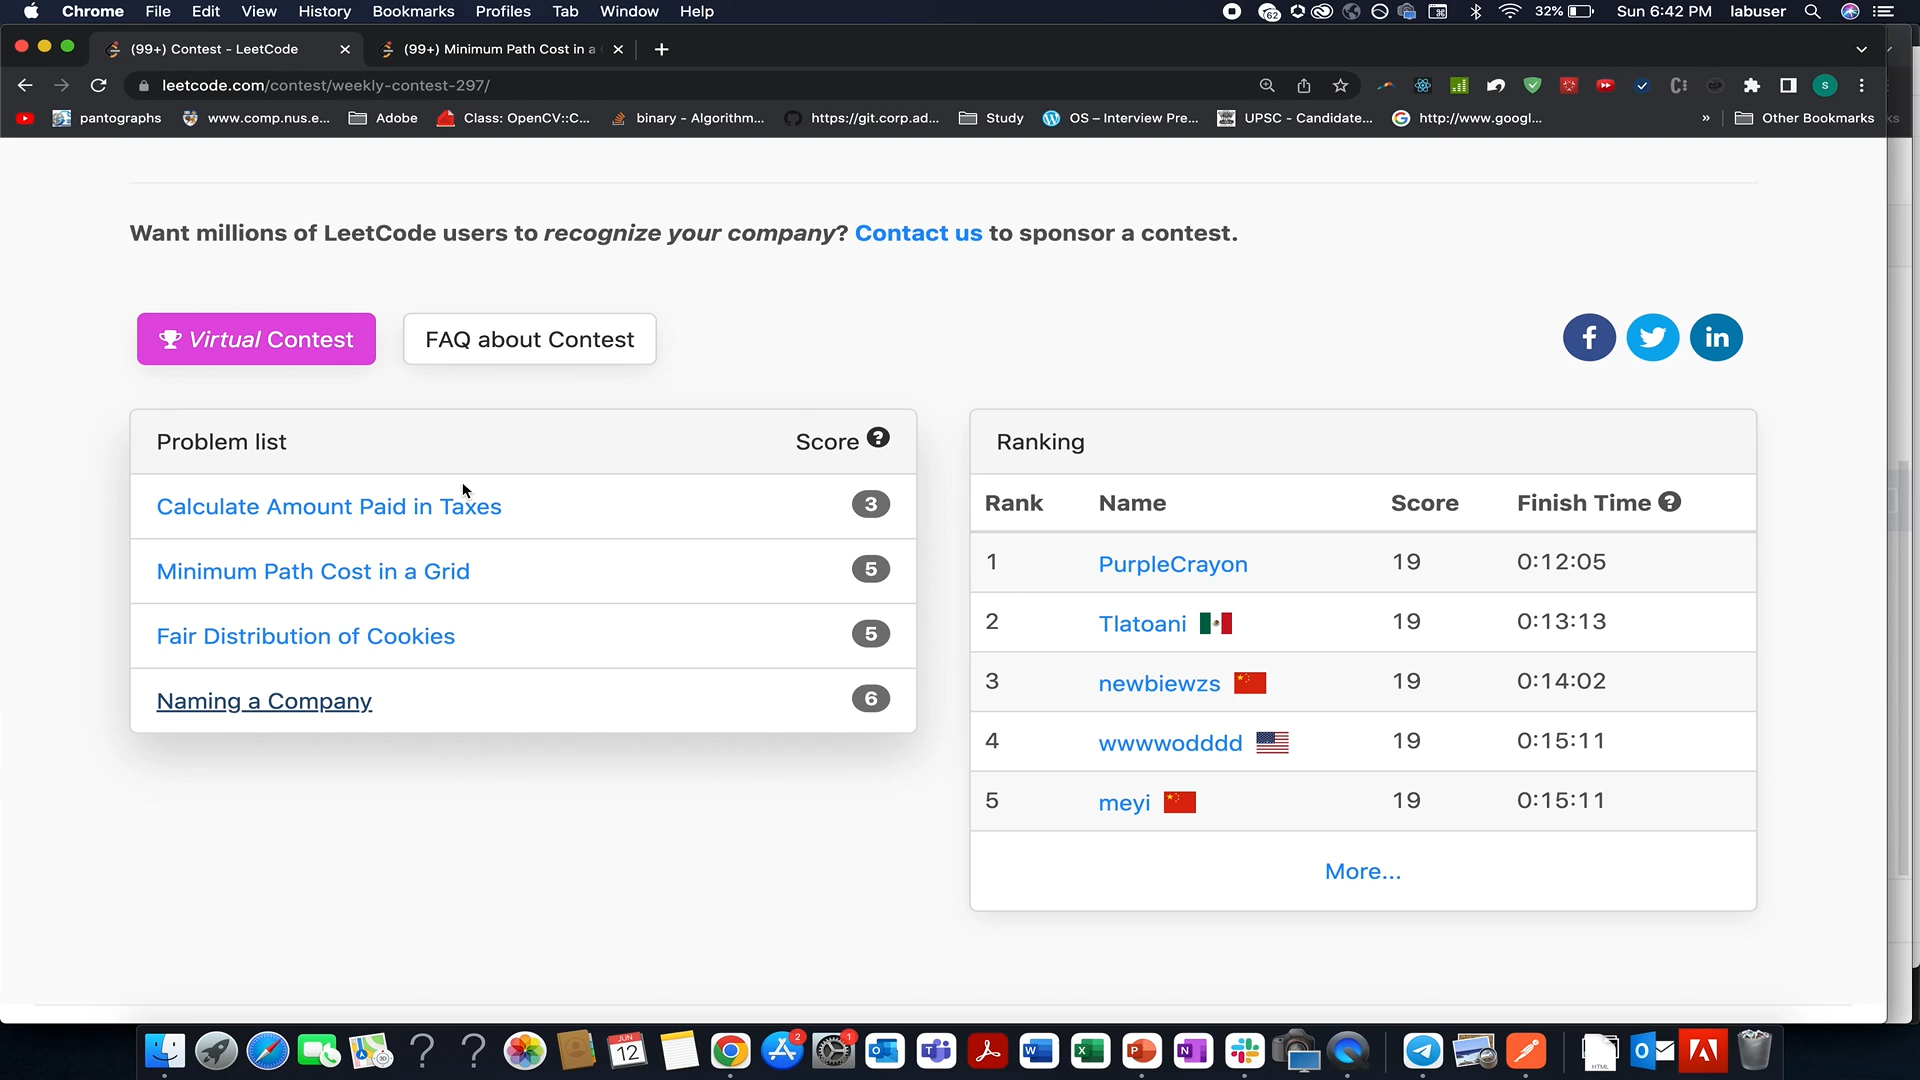 Chrome File Edit View History Bookmarks Profiles Tab Window Help 62 32% Sun 6:42 PM labuser
(99+) Contest - LeetCode (99+) Minimum Path Cost in a
leetcode.com/contest/weekly-contest-297/ S
pantographs www.comp.nus.e... Adobe Class: OpenCV::C... binary - Algorithm... https://git.corp.ad... Study OS – Interview Pre... UPSC - Candidate... http://www.googl... » Other Bookmarks
Want millions of LeetCode users to recognize your company? Contact us to sponsor a contest.
Virtual Contest FAQ about Contest
Problem list Score
Calculate Amount Paid in Taxes 3
Minimum Path Cost in a Grid 5
Fair Distribution of Cookies 5
Naming a Company 6
Ranking
Rank Name Score Finish Time
1 PurpleCrayon 19 0:12:05
2 Tlatoani 19 0:13:13
3 newbiewzs 19 0:14:02
4 wwwwodddd 19 0:15:11
5 meyi 19 0:15:11
More...
JUN
12
2
1
HTML